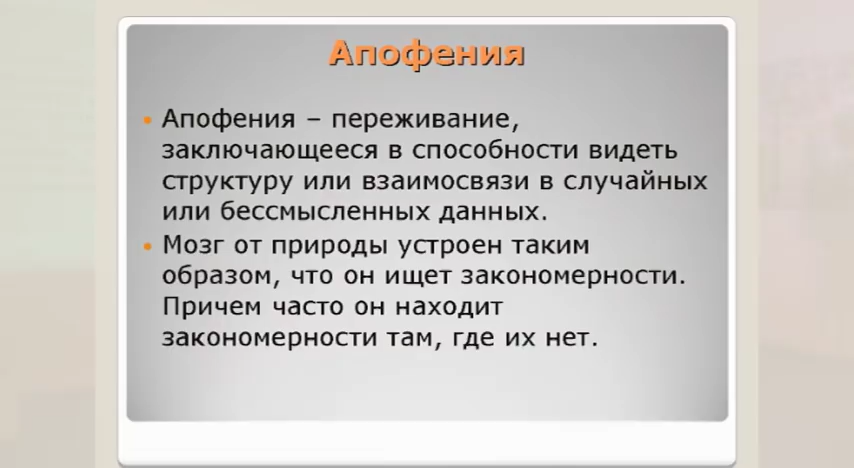 Апофения
• Апофения – переживание,
заключающееся в способности видеть
структуру или взаимосвязи в случайных
или бессмысленных данных.
• Мозг от природы устроен таким
образом, что он ищет закономерности.
Причем часто он находит
закономерности там, где их нет.